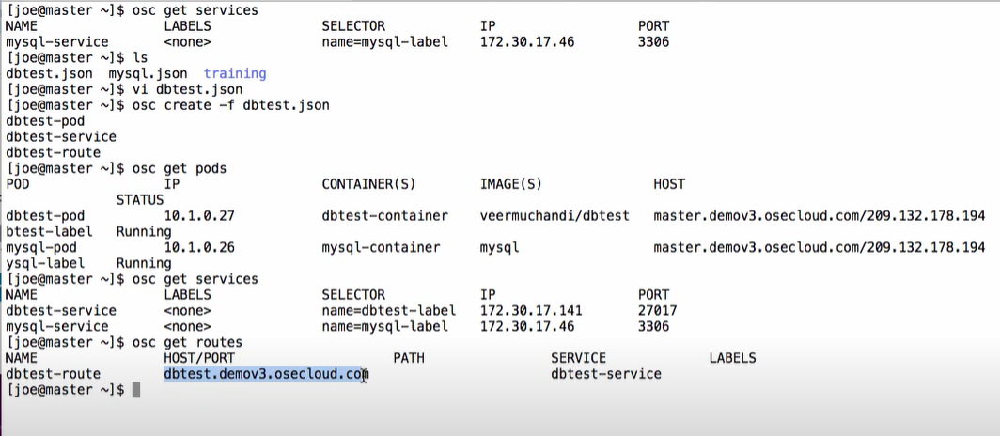 [joe@master ~]$ osc get services
NAME LABELS SELECTOR IP PORT
mysql-service <none> name=mysql-label 172.30.17.46 3306
[joe@master ~]$ ls
dbtest.json mysql.json training
[joe@master ~]$ vi dbtest.json
[joe@master ~]$ osc create -f dbtest.json
dbtest-pod
dbtest-service
dbtest-route
[joe@master ~]$ osc get pods
POD IP CONTAINER(S) IMAGE(S) HOST
STATUS
dbtest-pod 10.1.0.27 dbtest-container veermuchandi/dbtest master.demov3.osecloud.com/209.132.178.194
btest-label Running
mysql-pod 10.1.0.26 mysql-container mysql master.demov3.osecloud.com/209.132.178.194
ysql-label Running
[joe@master ~]$ osc get services
NAME LABELS SELECTOR IP PORT
dbtest-service <none> name=dbtest-label 172.30.17.141 27017
mysql-service <none> name=mysql-label 172.30.17.46 3306
[joe@master ~]$ osc get routes
NAME HOST/PORT PATH SERVICE LABELS
dbtest-route dbtest.demov3.osecloud.com dbtest-service
[joe@master ~]$